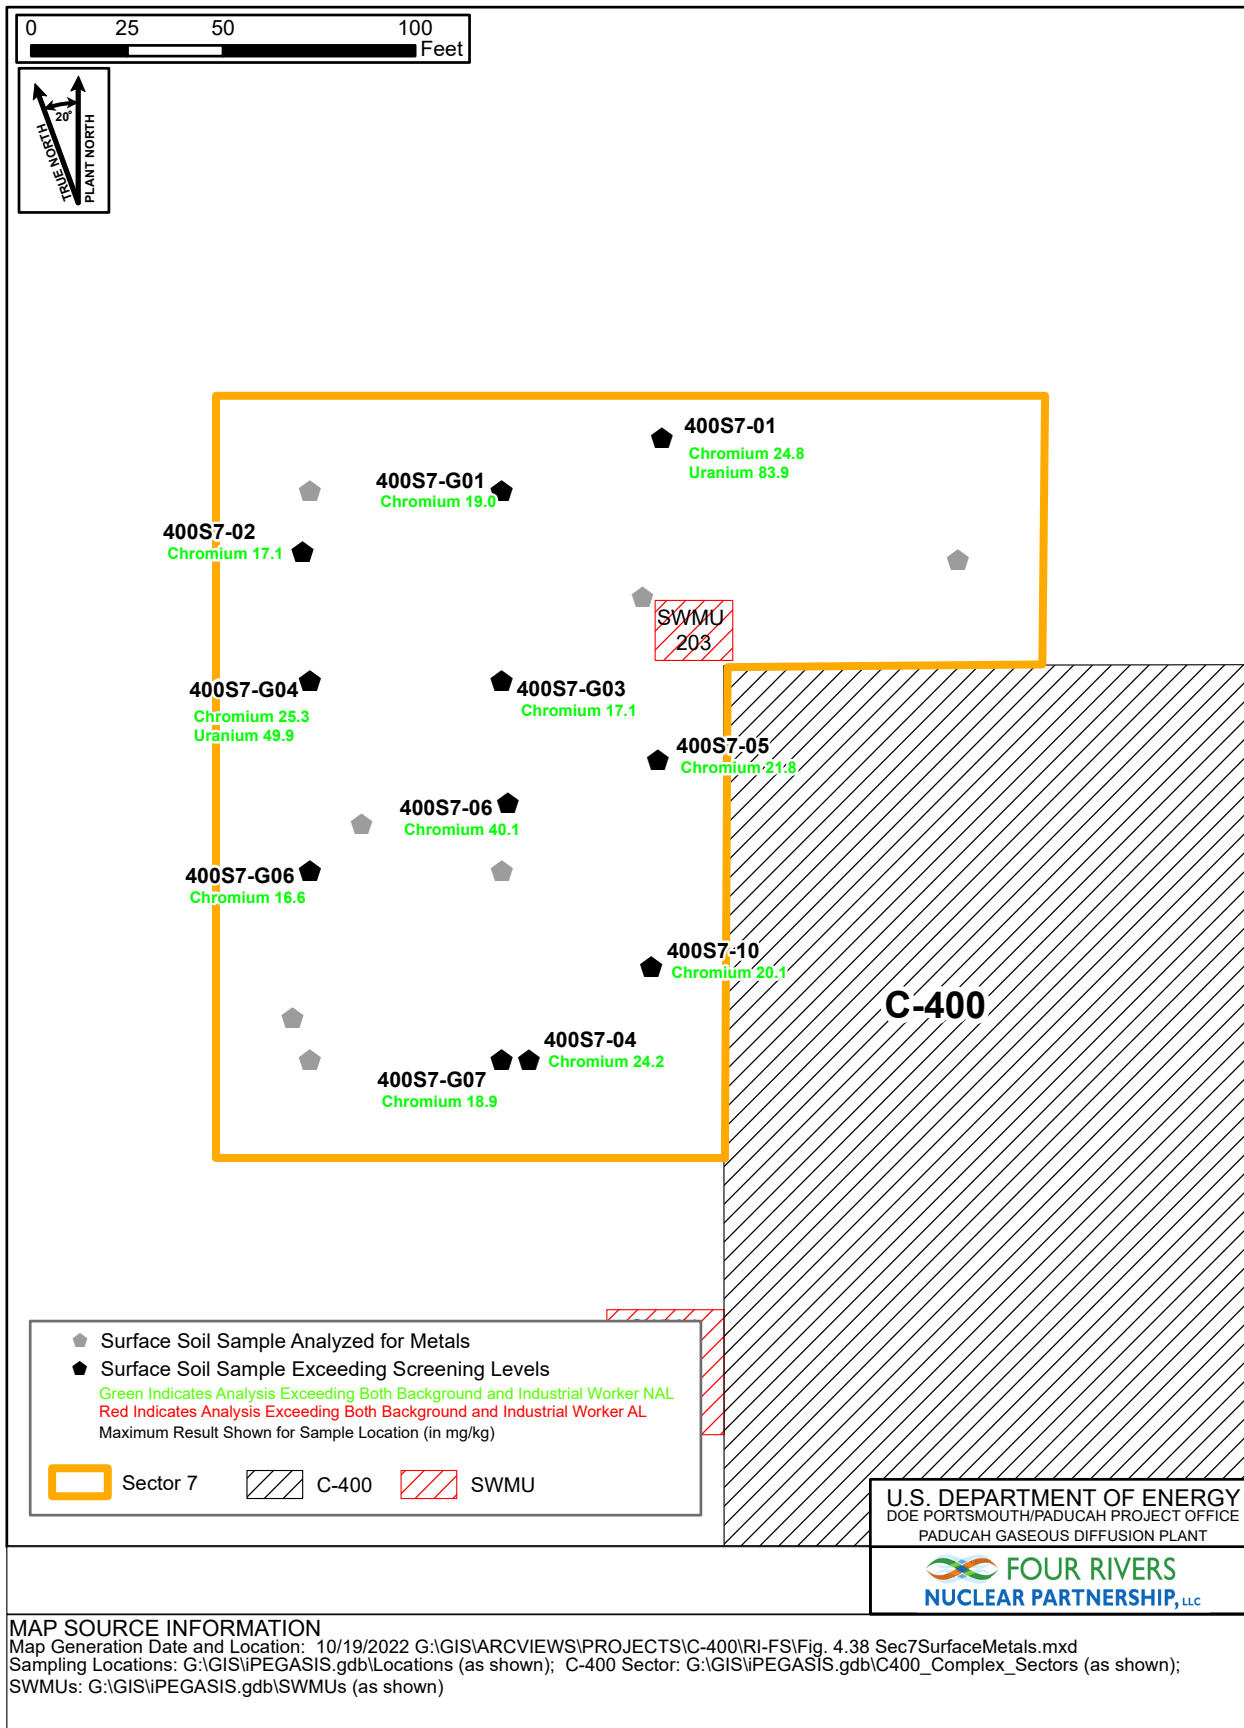 0 25 50 100
Feet
20°
TRUE NORTH
PLANT NORTH
400S7-01
Chromium 24.8
Uranium 83.9
400S7-G01
Chromium 19.0
400S7-02
Chromium 17.1
SWMU
203
400S7-G04
Chromium 25.3
Uranium 49.9
400S7-G03
Chromium 17.1
400S7-05
Chromium 21.8
400S7-06
Chromium 40.1
400S7-G06
Chromium 16.6
400S7-10
Chromium 20.1
C-400
400S7-04
Chromium 24.2
400S7-G07
Chromium 18.9
Surface Soil Sample Analyzed for Metals
Surface Soil Sample Exceeding Screening Levels
Green Indicates Analysis Exceeding Both Background and Industrial Worker NAL
Red Indicates Analysis Exceeding Both Background and Industrial Worker AL
Maximum Result Shown for Sample Location (in mg/kg)
Sector 7 C-400 SWMU
U.S. DEPARTMENT OF ENERGY
DOE PORTSMOUTH/PADUCAH PROJECT OFFICE
PADUCAH GASEOUS DIFFUSION PLANT
FOUR RIVERS
NUCLEAR PARTNERSHIP, LLC
MAP SOURCE INFORMATION
Map Generation Date and Location: 10/19/2022 G:\GIS\ARCVIEWS\PROJECTS\C-400\RI-FS\Fig. 4.38 Sec7SurfaceMetals.mxd
Sampling Locations: G:\GIS\iPEGASIS.gdb\Locations (as shown); C-400 Sector: G:\GIS\iPEGASIS.gdb\C400_Complex_Sectors (as shown);
SWMUs: G:\GIS\iPEGASIS.gdb\SWMUs (as shown)